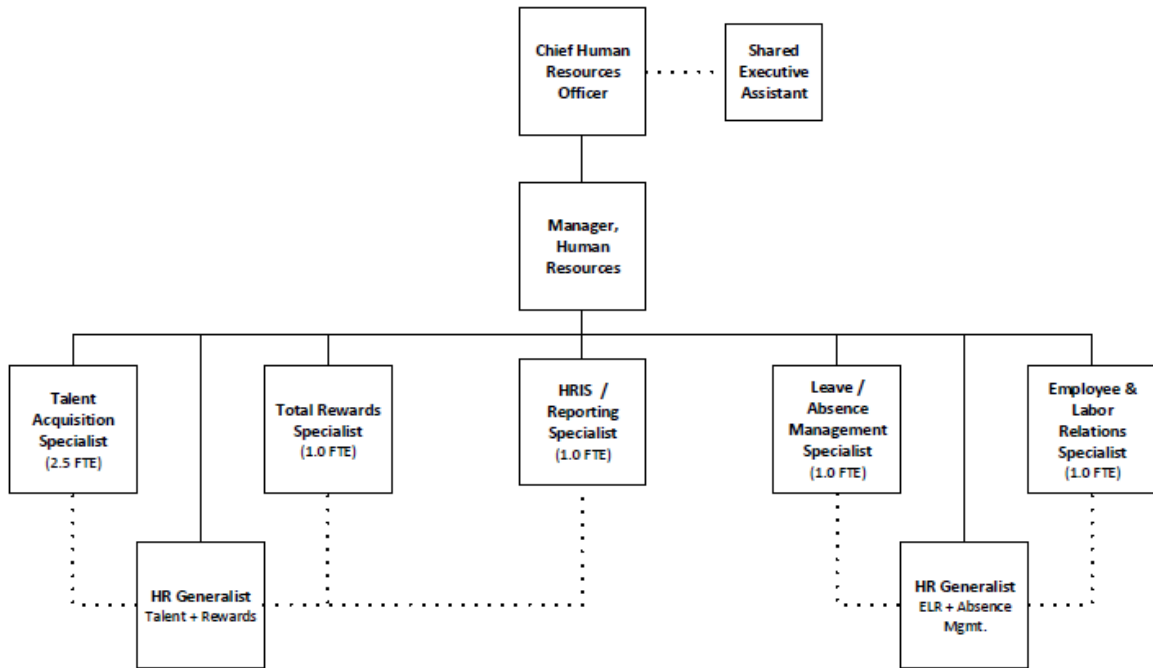 Chief Human
Resources
Officer
Shared
Executive
Assistant
Manager,
Human
Resources
Talent
Acquisition
Specialist
(2.5 FTE)
Total Rewards
Specialist
(1.0 FTE)
HRIS /
Reporting
Specialist
(1.0 FTE)
Leave /
Absence
Management
Specialist
(1.0 FTE)
Employee &
Labor
Relations
Specialist
(1.0 FTE)
HR Generalist
Talent + Rewards
HR Generalist
ELR + Absence
Mgmt.